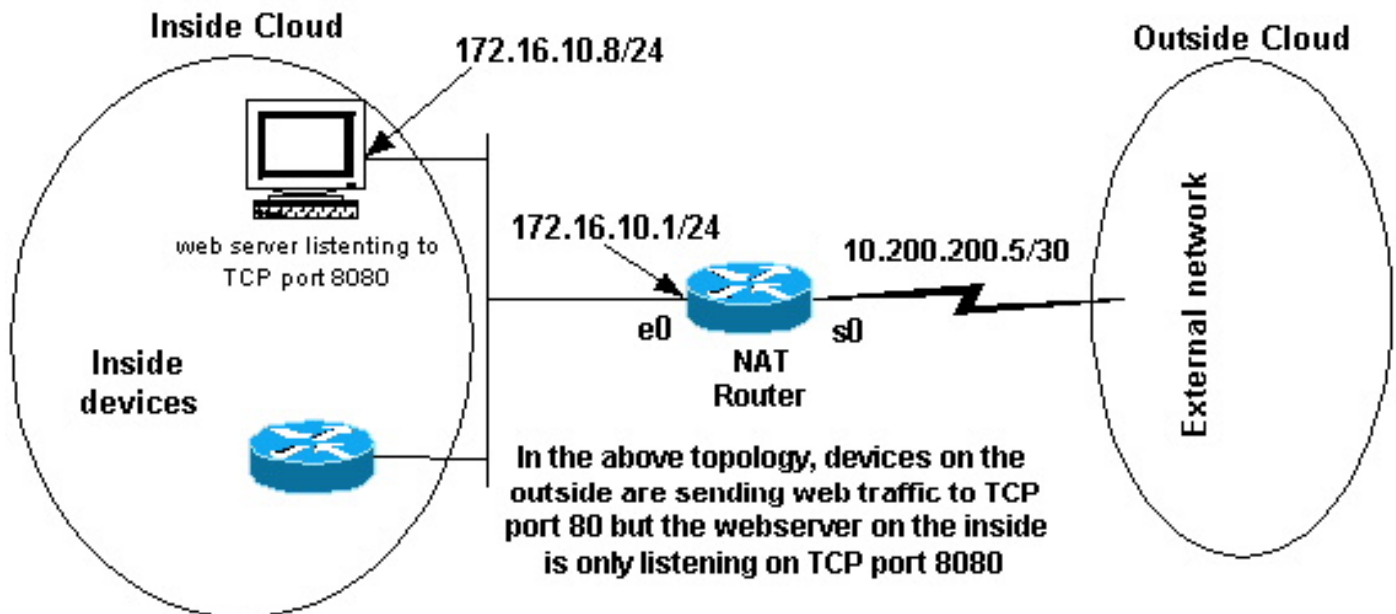 Inside Cloud
172.16.10.8/24
Outside Cloud
web server listenting to
TCP port 8080
172.16.10.1/24
10.200.200.5/30
e0
s0
NAT
Router
External network
Inside
devices
In the above topology, devices on the
outside are sending web traffic to TCP
port 80 but the webserver on the inside
is only listening on TCP port 8080